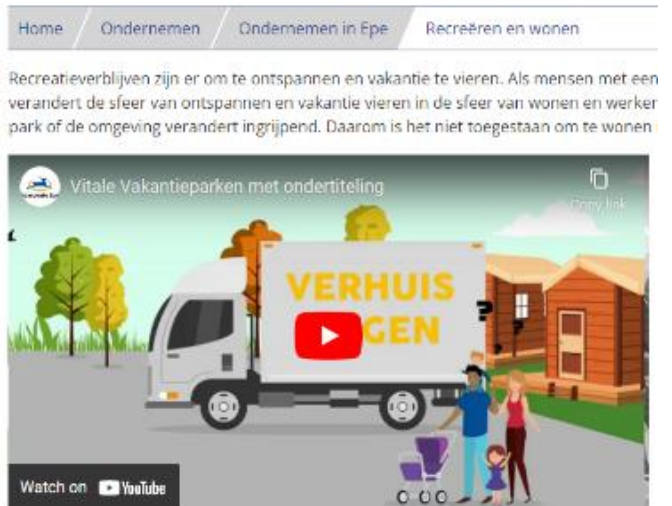 Home / Ondernemen / Ondernemen in Epe / Recreëren en wonen
Recreatieverblijven zijn er om te ontspannen en vakantie te vieren. Als mensen met een
verandert de sfeer van ontspannen en vakantie vieren in de sfeer van wonen en werken
park of de omgeving verandert ingrijpend. Daarom is het niet toegestaan om te wonen
Vitale Vakantieparken met ondertiteling
Copy link
VERHUIS
GEN
? ?
Watch on YouTube